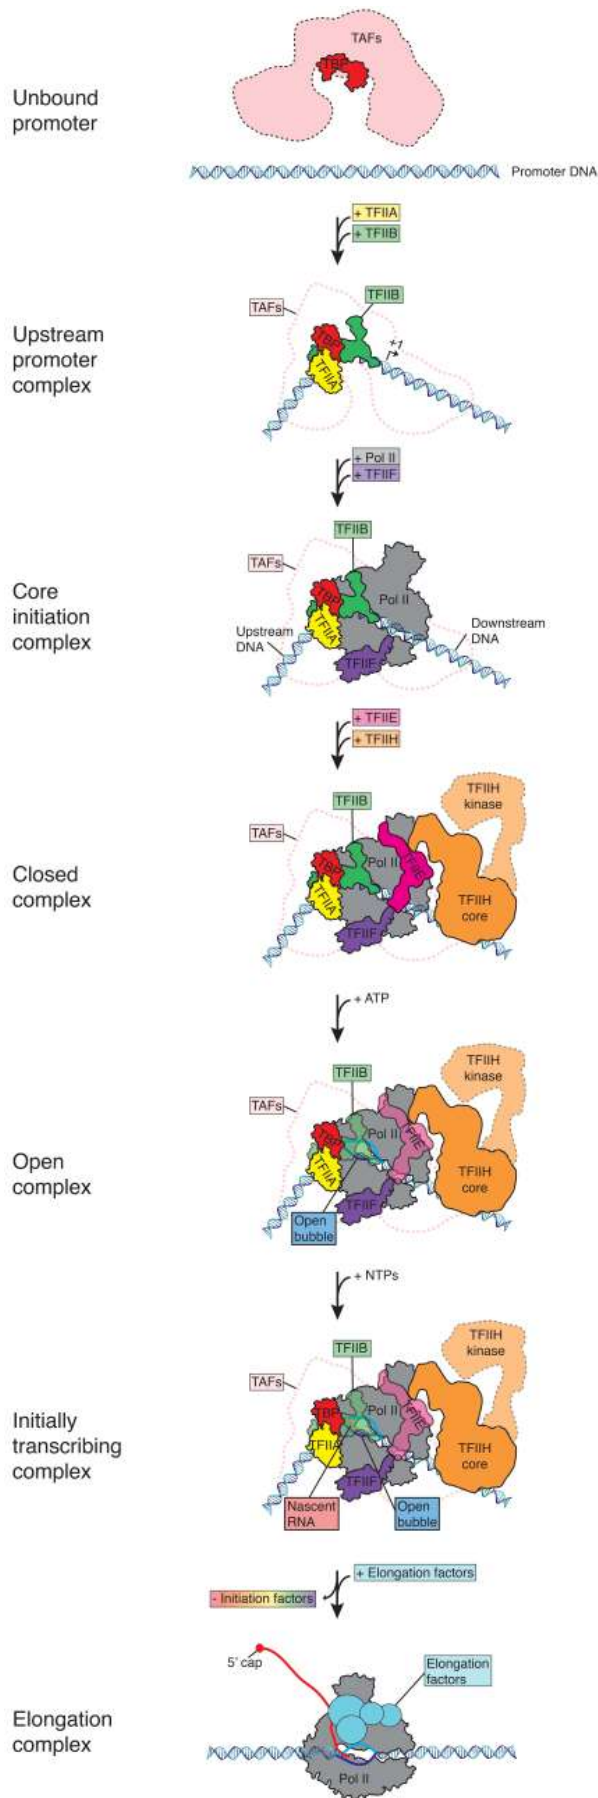 TAFs
TBP
Unbound
promoter
Promoter DNA
+ TFIIA
+ TFIIB
TFIIB
TAFs
Upstream
promoter
complex
TBP
+1
TFIIA
+ Pol II
+ TFIIF
TFIIB
TAFs
Core
initiation
complex
TBP
Pol II
TFIIA
Upstream
DNA
Downstream
DNA
TFIIF
+ TFIIE
+ TFIIH
TFIIH
kinase
TFIIB
TAFs
Closed
complex
Pol II
TFIIE
TBP
TFIIA
TFIIH
core
TFIIF
+ ATP
TFIIH
kinase
TFIIB
TAFs
Open
complex
TBP
Pol II
TFIIE
TFIIA
TFIIH
core
TFIIF
Open
bubble
+ NTPs
TFIIH
kinase
TFIIB
TAFs
Initially
transcribing
complex
TBP
Pol II
TFIIE
TFIIA
TFIIH
core
TFIIF
Nascent
RNA
Open
bubble
+ Elongation factors
- Initiation factors
5' cap
Elongation
factors
Elongation
complex
Pol II